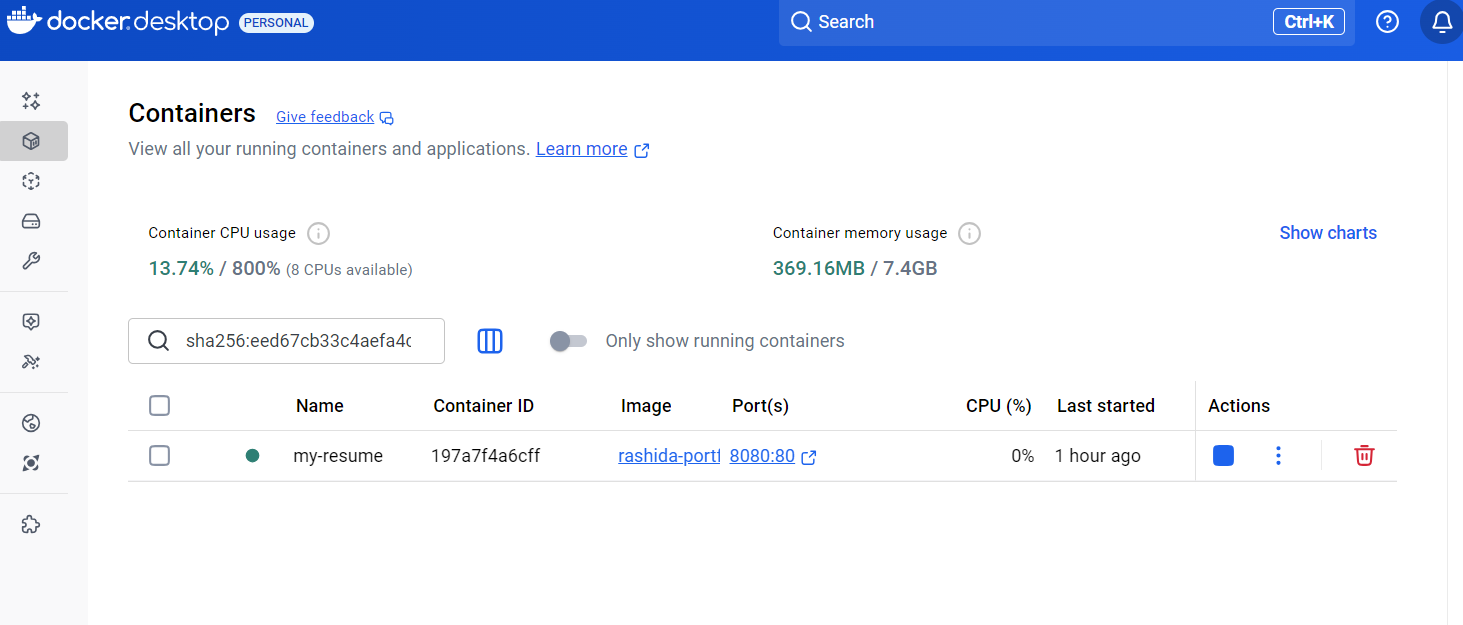 docker.desktop PERSONAL Search Ctrl+K
Containers Give feedback
View all your running containers and applications. Learn more
Container CPU usage Container memory usage Show charts
13.74% / 800% (8 CPUs available) 369.16MB / 7.4GB
sha256:eed67cb33c4aefa4c Only show running containers
Name Container ID Image Port(s) CPU (%) Last started Actions
my-resume 197a7f4a6cff rashida-portf 8080:80 0% 1 hour ago